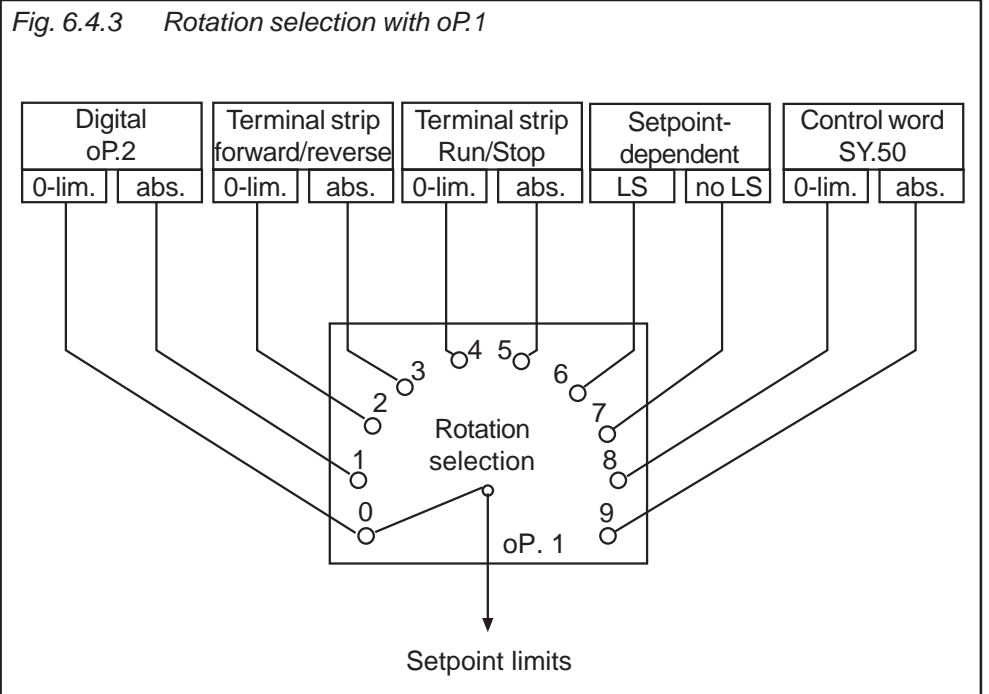 Fig. 6.4.3 Rotation selection with oP.1
Digital
oP.2
0-lim. abs.
Terminal strip
forward/reverse
0-lim. abs.
Terminal strip
Run/Stop
0-lim. abs.
Setpoint-
dependent
LS no LS
Control word
SY.50
0-lim. abs.
4 5
3 6
2 7
Rotation
selection
1 8
0 9
oP. 1
Setpoint limits